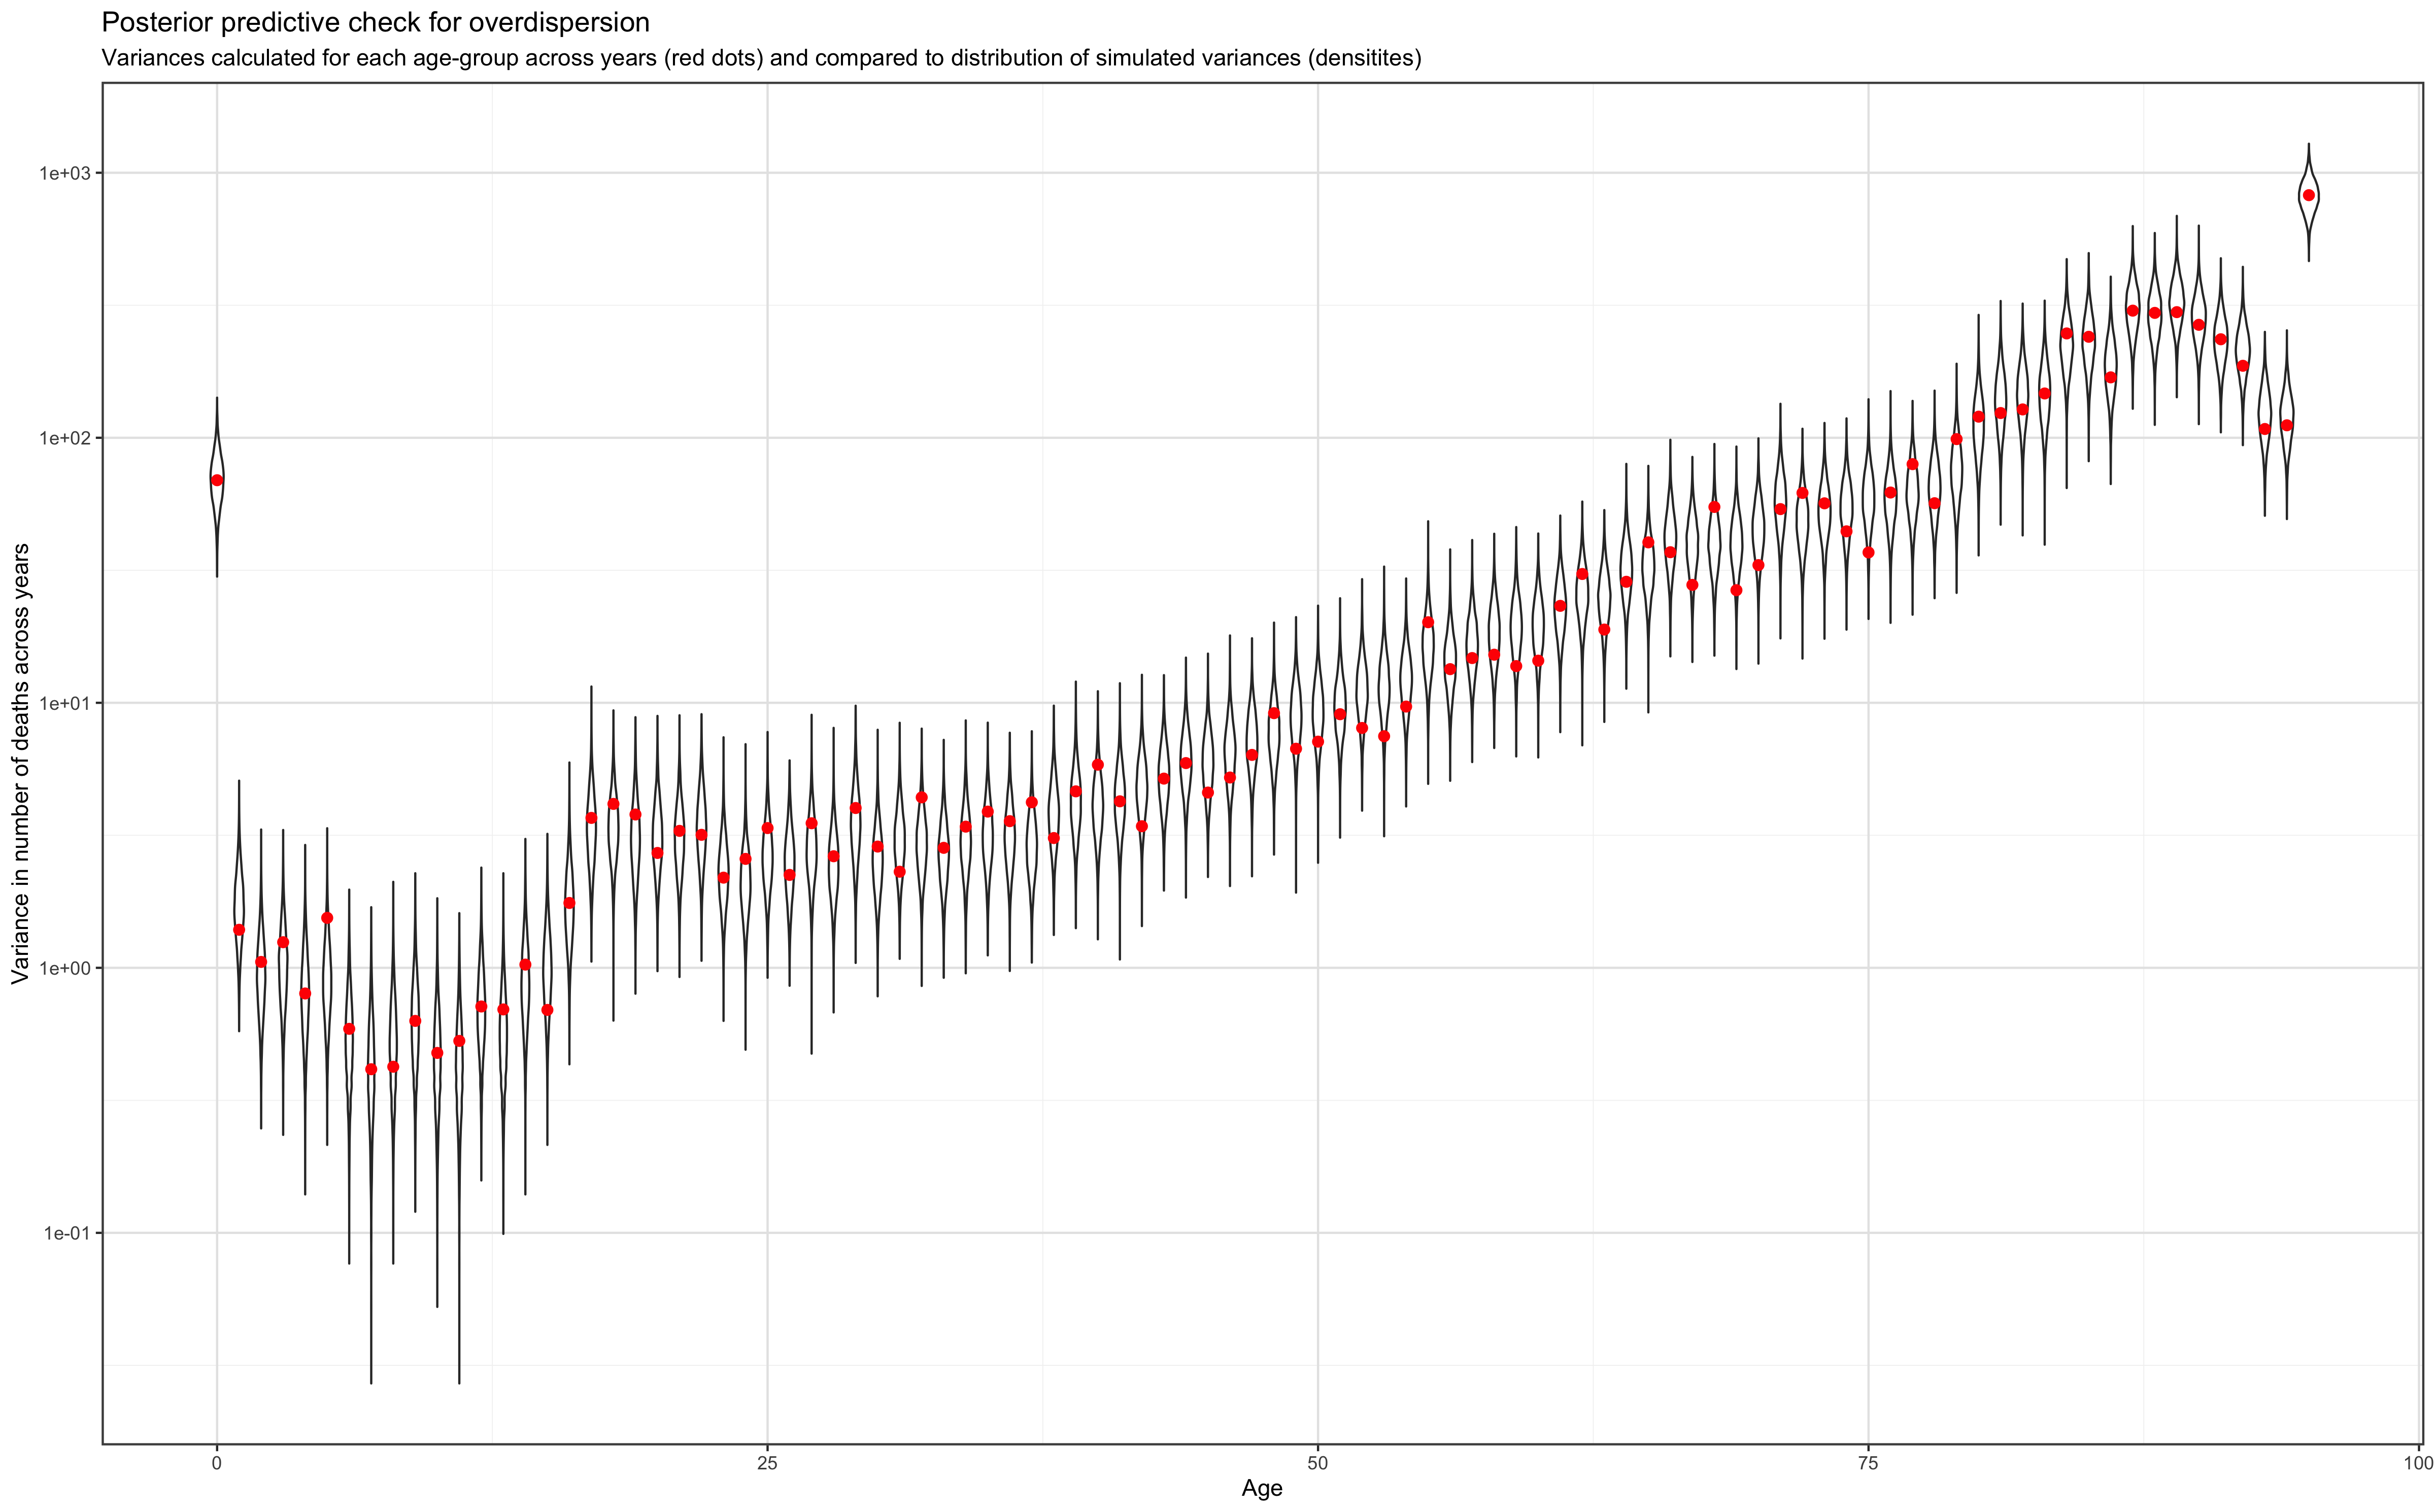 Posterior predictive check for overdispersion
Variances calculated for each age-group across years (red dots) and compared to distribution of simulated variances (densitites)
Variance in number of deaths across years
1e+03
1e+02
1e+01
1e+00
1e-01
0
25
50
75
100
Age